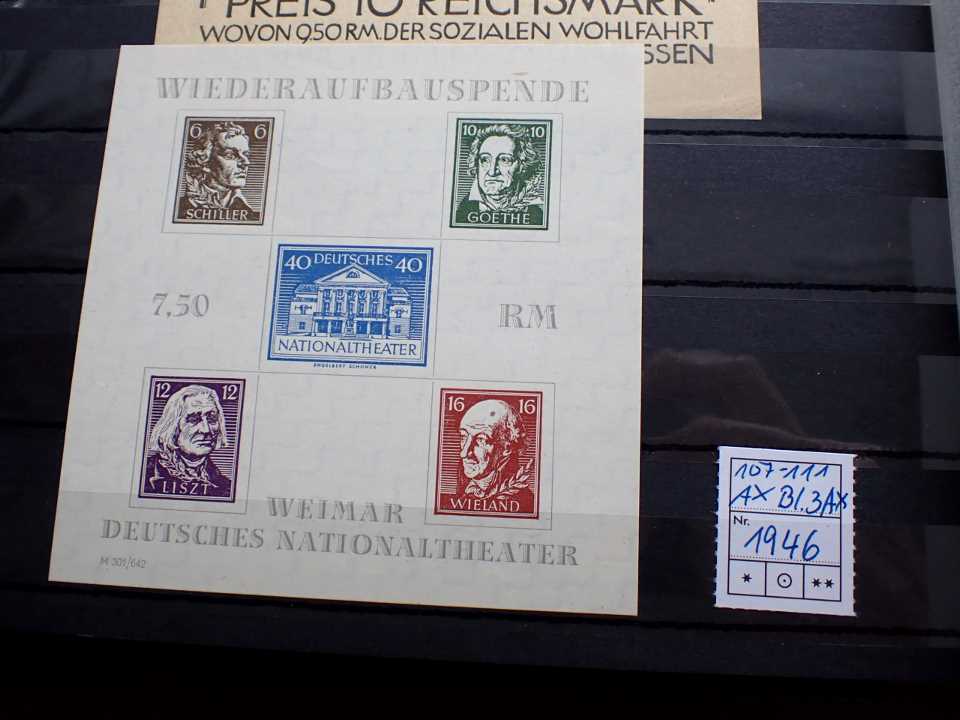 PREIS 10 REICHSMARK"
WOVON 9.50 RM. DER SOZIALEN WOHLFAHRT
SSEN
WIEDERAUFBAUSPENDE
6 6
SCHILLER
10 10
GOETHE
40 DEUTSCHES 40
NATIONALTHEATER
ENGELBERT SCHONER
7,50 RM
12 12
LISZT
16 16
WIELAND
WEIMAR
DEUTSCHES NATIONALTHEATER
M 301/642
107-111
AX Bl.3AX
Nr.
1946
* ⊙ **